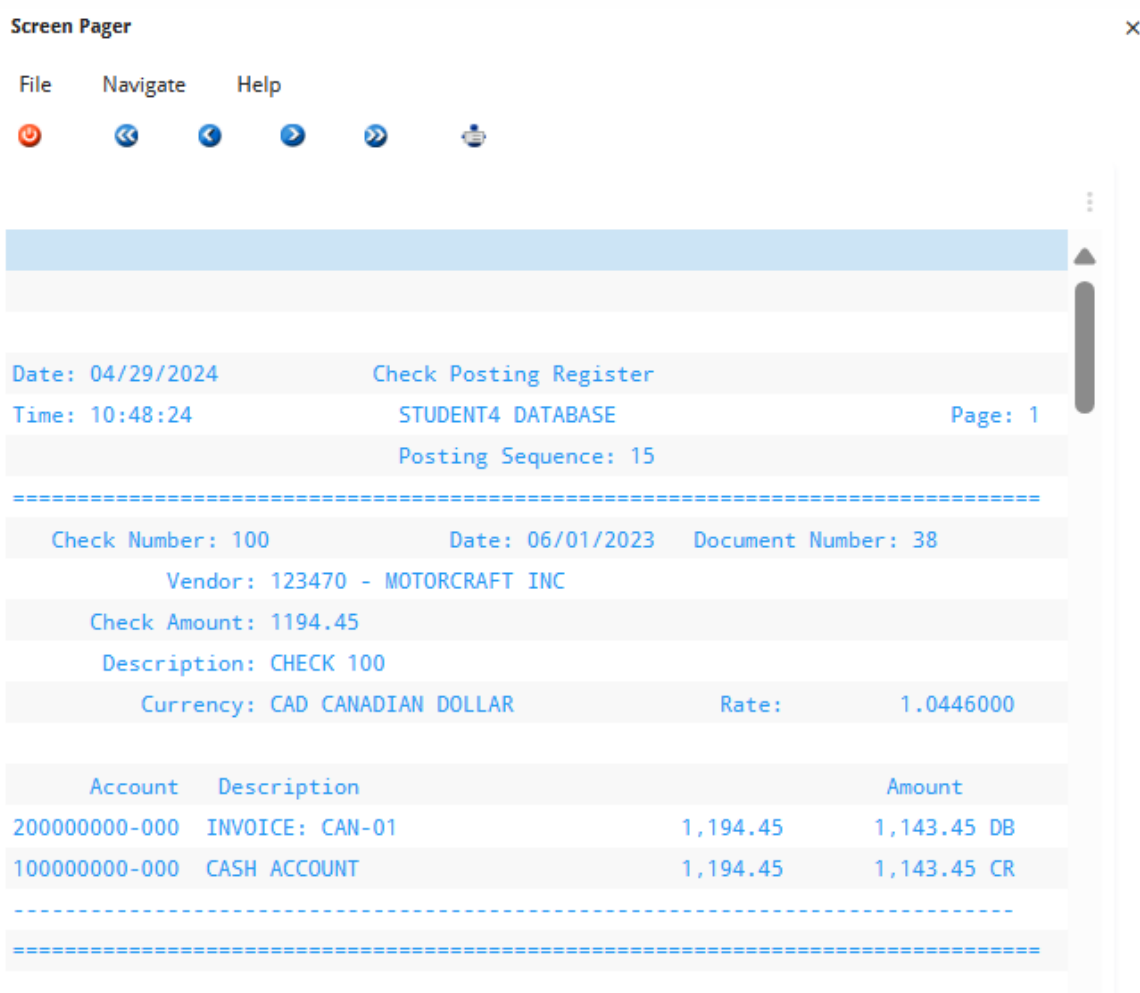 Screen Pager
File Navigate Help
Date: 04/29/2024 Check Posting Register
Time: 10:48:24 STUDENT4 DATABASE Page: 1
Posting Sequence: 15
================================================================================
Check Number: 100 Date: 06/01/2023 Document Number: 38
Vendor: 123470 - MOTORCRAFT INC
Check Amount: 1194.45
Description: CHECK 100
Currency: CAD CANADIAN DOLLAR Rate: 1.0446000
Account Description Amount
200000000-000 INVOICE: CAN-01 1,194.45 1,143.45 DB
100000000-000 CASH ACCOUNT 1,194.45 1,143.45 CR
------------------------------------------------------------------------------
================================================================================